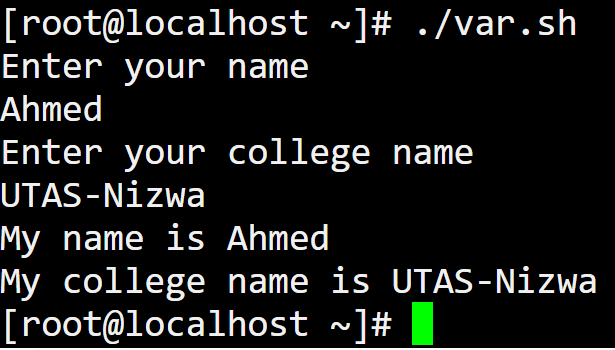 [root@localhost ~]# ./var.sh
Enter your name
Ahmed
Enter your college name
UTAS-Nizwa
My name is Ahmed
My college name is UTAS-Nizwa
[root@localhost ~]#